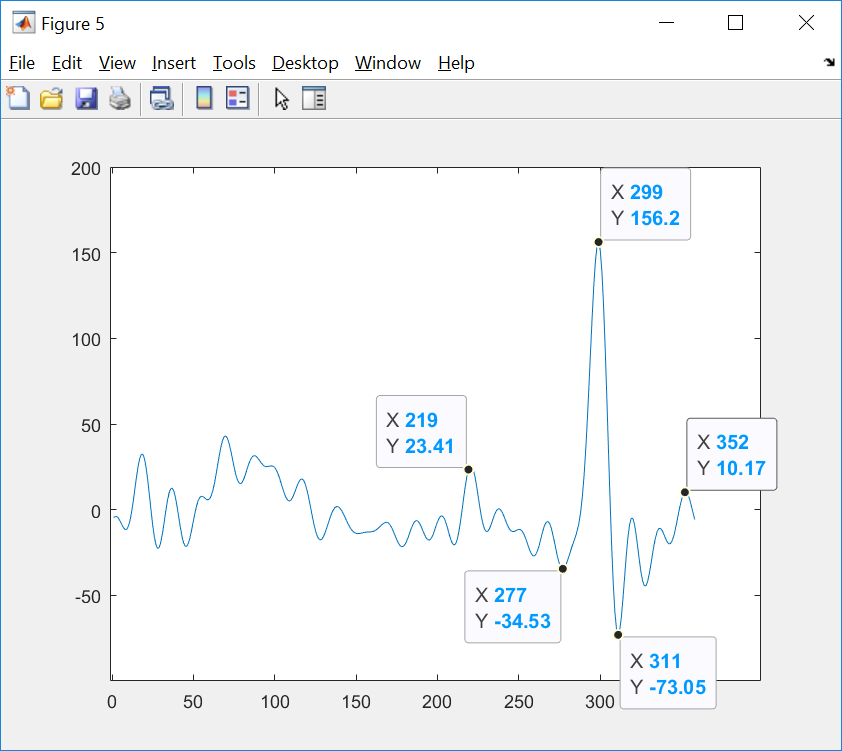 Figure 5
File Edit View Insert Tools Desktop Window Help
200
150
100
50
0
-50
X 299
Y 156.2
X 219
Y 23.41
X 352
Y 10.17
X 277
Y -34.53
X 311
Y -73.05
0 50 100 150 200 250 300